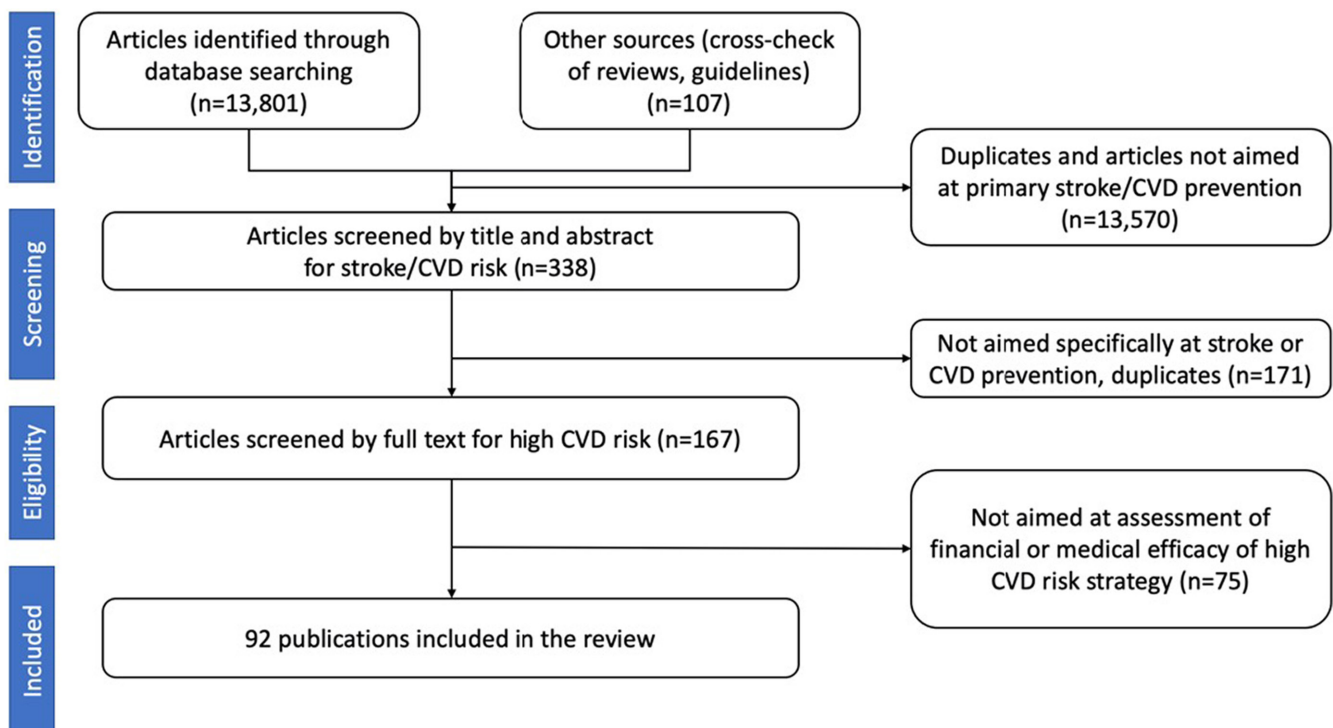 Identification
Articles identified through
database searching
(n=13,801)
Other sources (cross-check
of reviews, guidelines)
(n=107)
Duplicates and articles not aimed
at primary stroke/CVD prevention
(n=13,570)
Screening
Articles screened by title and abstract
for stroke/CVD risk (n=338)
Not aimed specifically at stroke or
CVD prevention, duplicates (n=171)
Eligibility
Articles screened by full text for high CVD risk (n=167)
Not aimed at assessment of
financial or medical efficacy of high
CVD risk strategy (n=75)
Included
92 publications included in the review